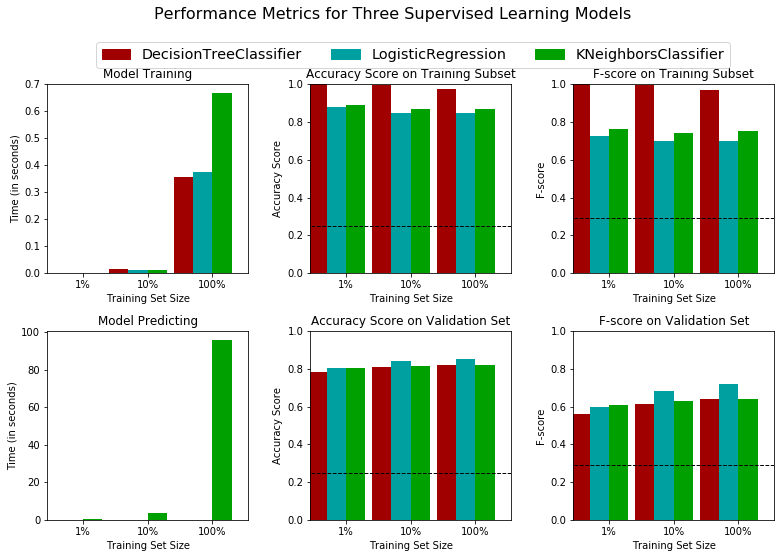 Performance Metrics for Three Supervised Learning Models
DecisionTreeClassifier LogisticRegression KNeighborsClassifier
Model Training
0.7
0.6
0.5
0.4
0.3
0.2
0.1
0.0
Time (in seconds)
1% 10% 100%
Training Set Size
Accuracy Score on Training Subset
1.0
0.8
0.6
0.4
0.2
0.0
Accuracy Score
1% 10% 100%
Training Set Size
F-score on Training Subset
1.0
0.8
0.6
0.4
0.2
0.0
F-score
1% 10% 100%
Training Set Size
Model Predicting
100
80
60
40
20
0
Time (in seconds)
1% 10% 100%
Training Set Size
Accuracy Score on Validation Set
1.0
0.8
0.6
0.4
0.2
0.0
Accuracy Score
1% 10% 100%
Training Set Size
F-score on Validation Set
1.0
0.8
0.6
0.4
0.2
0.0
F-score
1% 10% 100%
Training Set Size